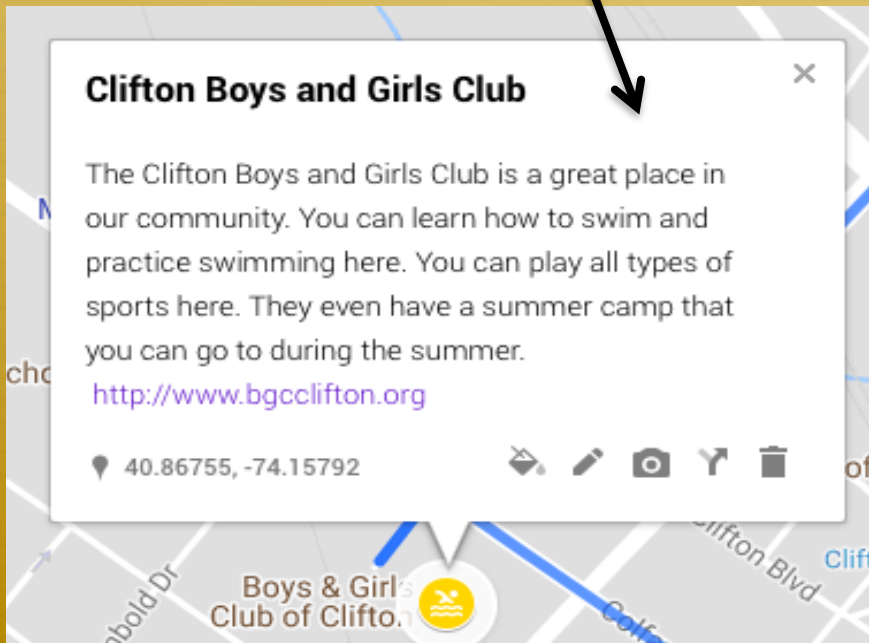 Clifton Boys and Girls Club
The Clifton Boys and Girls Club is a great place in
our community. You can learn how to swim and
practice swimming here. You can play all types of
sports here. They even have a summer camp that
you can go to during the summer.
http://www.bgcclifton.org
40.86755, -74.15792
Boys & Girls
Club of Clifton